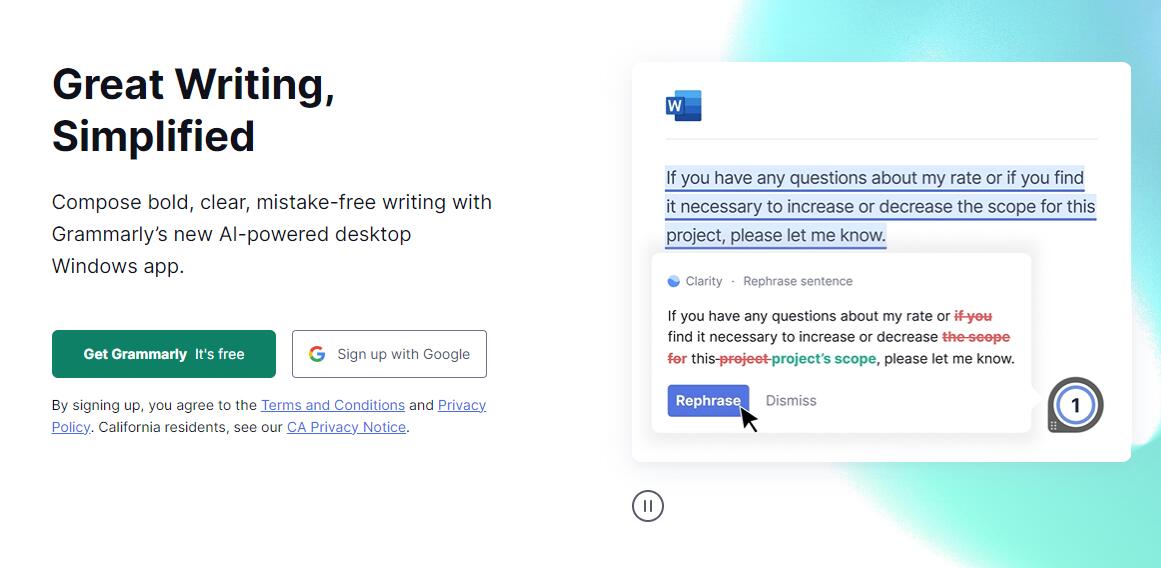 Great Writing,
Simplified
Compose bold, clear, mistake-free writing with
Grammarly’s new AI-powered desktop
Windows app.
Get Grammarly It's free
Sign up with Google
By signing up, you agree to the Terms and Conditions and Privacy
Policy. California residents, see our CA Privacy Notice.
W
If you have any questions about my rate or if you find
it necessary to increase or decrease the scope for this
project, please let me know.
Clarity · Rephrase sentence
If you have any questions about my rate or if you
find it necessary to increase or decrease the scope
for this project project’s scope, please let me know.
Rephrase Dismiss
1